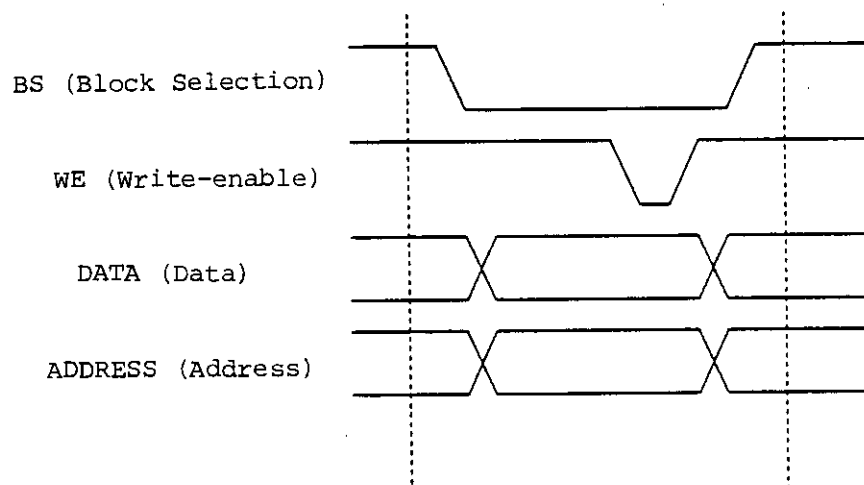 BS (Block Selection)
WE (Write-enable)
DATA (Data)
ADDRESS (Address)